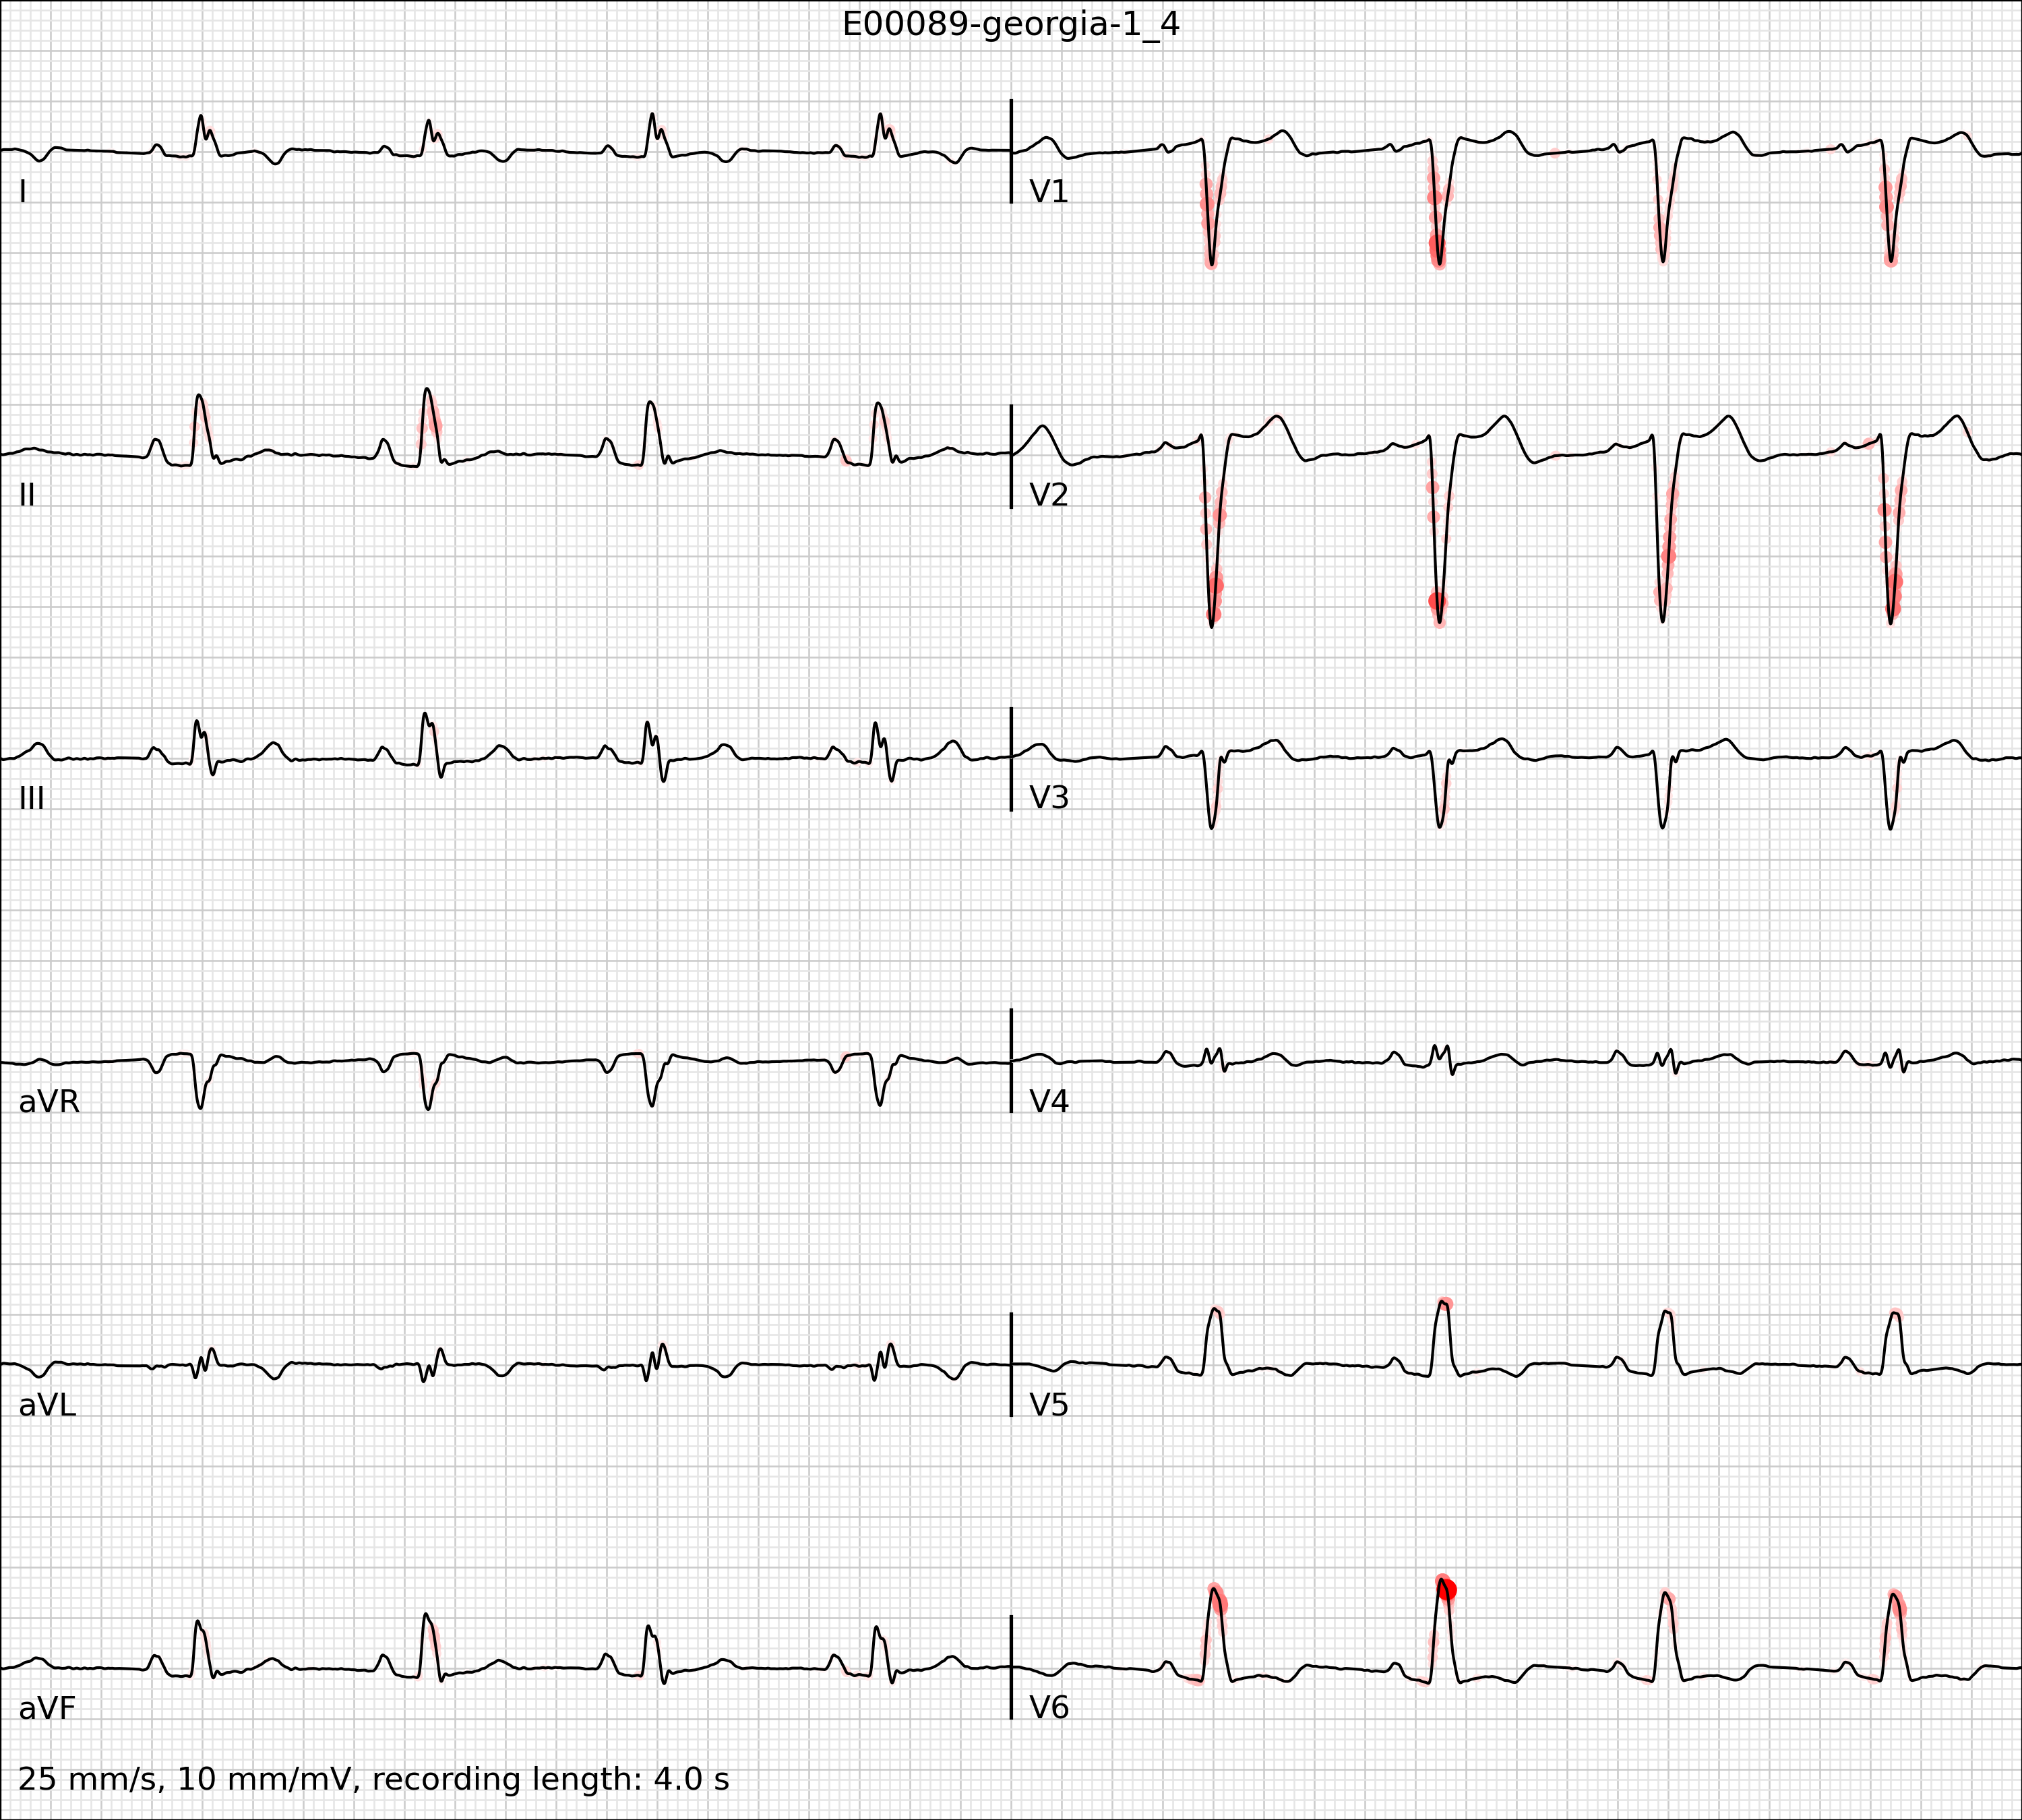 E00089-georgia-1_4
I
V1
II
V2
III
V3
aVR
V4
aVL
V5
aVF
V6
25 mm/s, 10 mm/mV, recording length: 4.0 s